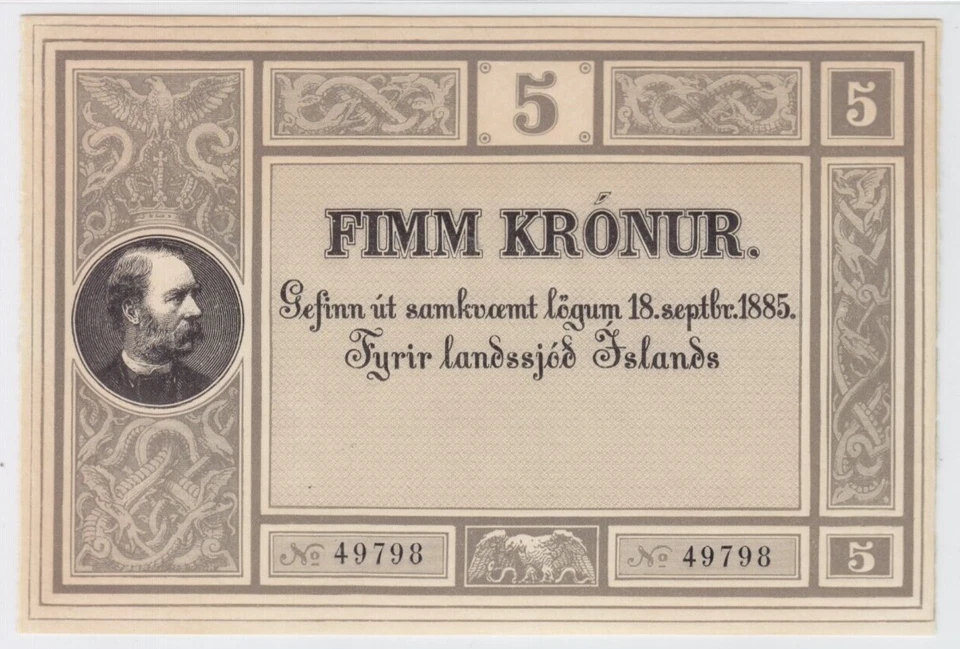 5
5
FIMM KRÓNUR.
Gefinn út samkvæmt lögum 18.septbr.1885.
Fyrir landssjóð Íslands
No 49798
No 49798
5